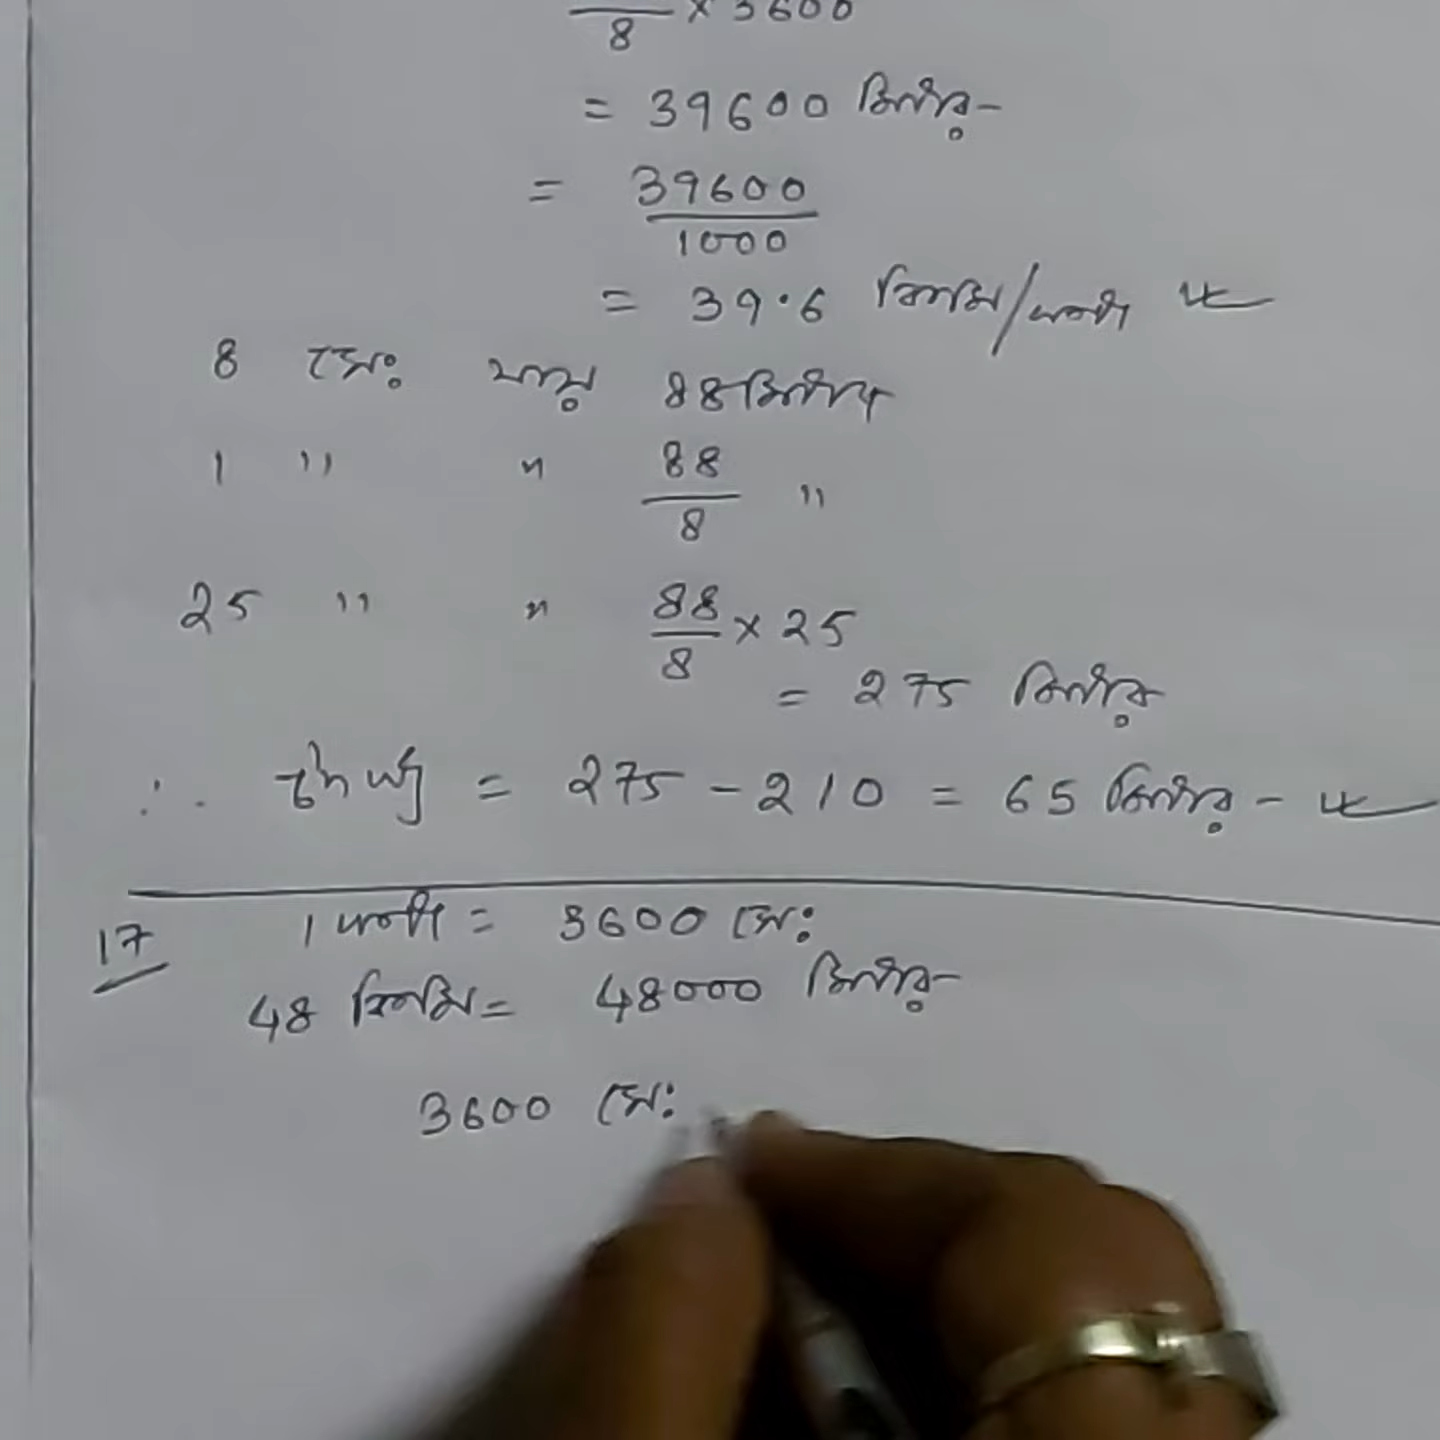 8 × 3600
= 39600 মিটার
= 39600
1000
= 39.6 কিমি/ঘণ্টা
8 সেঃ যায় 88 মিটার
1 " " 88/8 "
25 " " 88/8 × 25
= 275 মিটার
∴ দৈর্ঘ্য = 275 - 210 = 65 মিটার
17 1 ঘণ্টা = 3600 সেঃ
48 কিমি = 48000 মিটার
3600 সেঃ